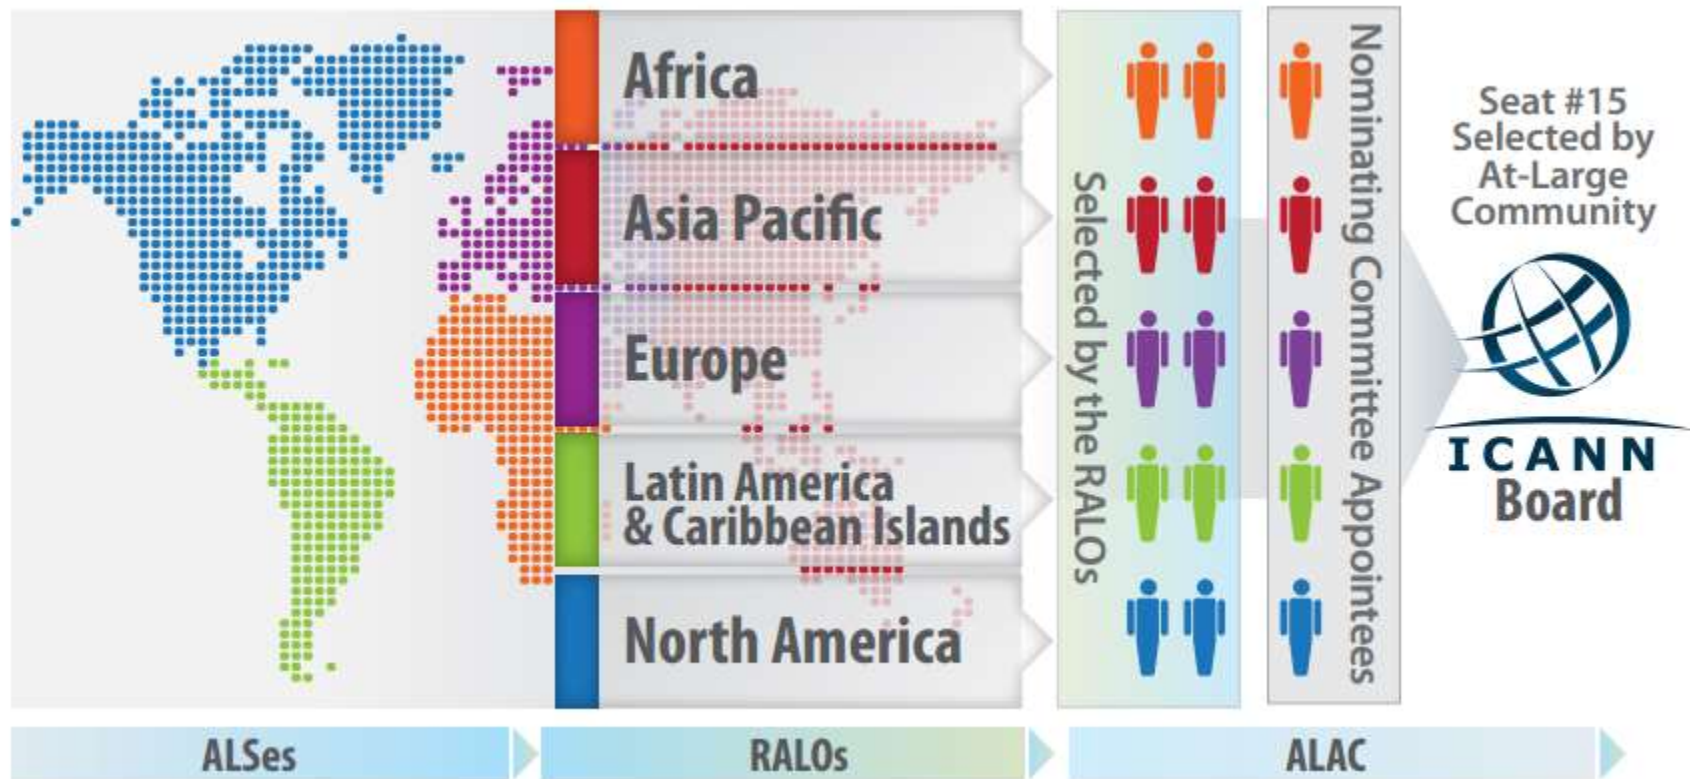 Africa
Asia Pacific
Europe
Latin America
& Caribbean Islands
North America
Selected by the RALOs
Nominating Committee Appointees
Seat #15
Selected by
At-Large
Community
ICANN
Board
ALSes
RALOs
ALAC